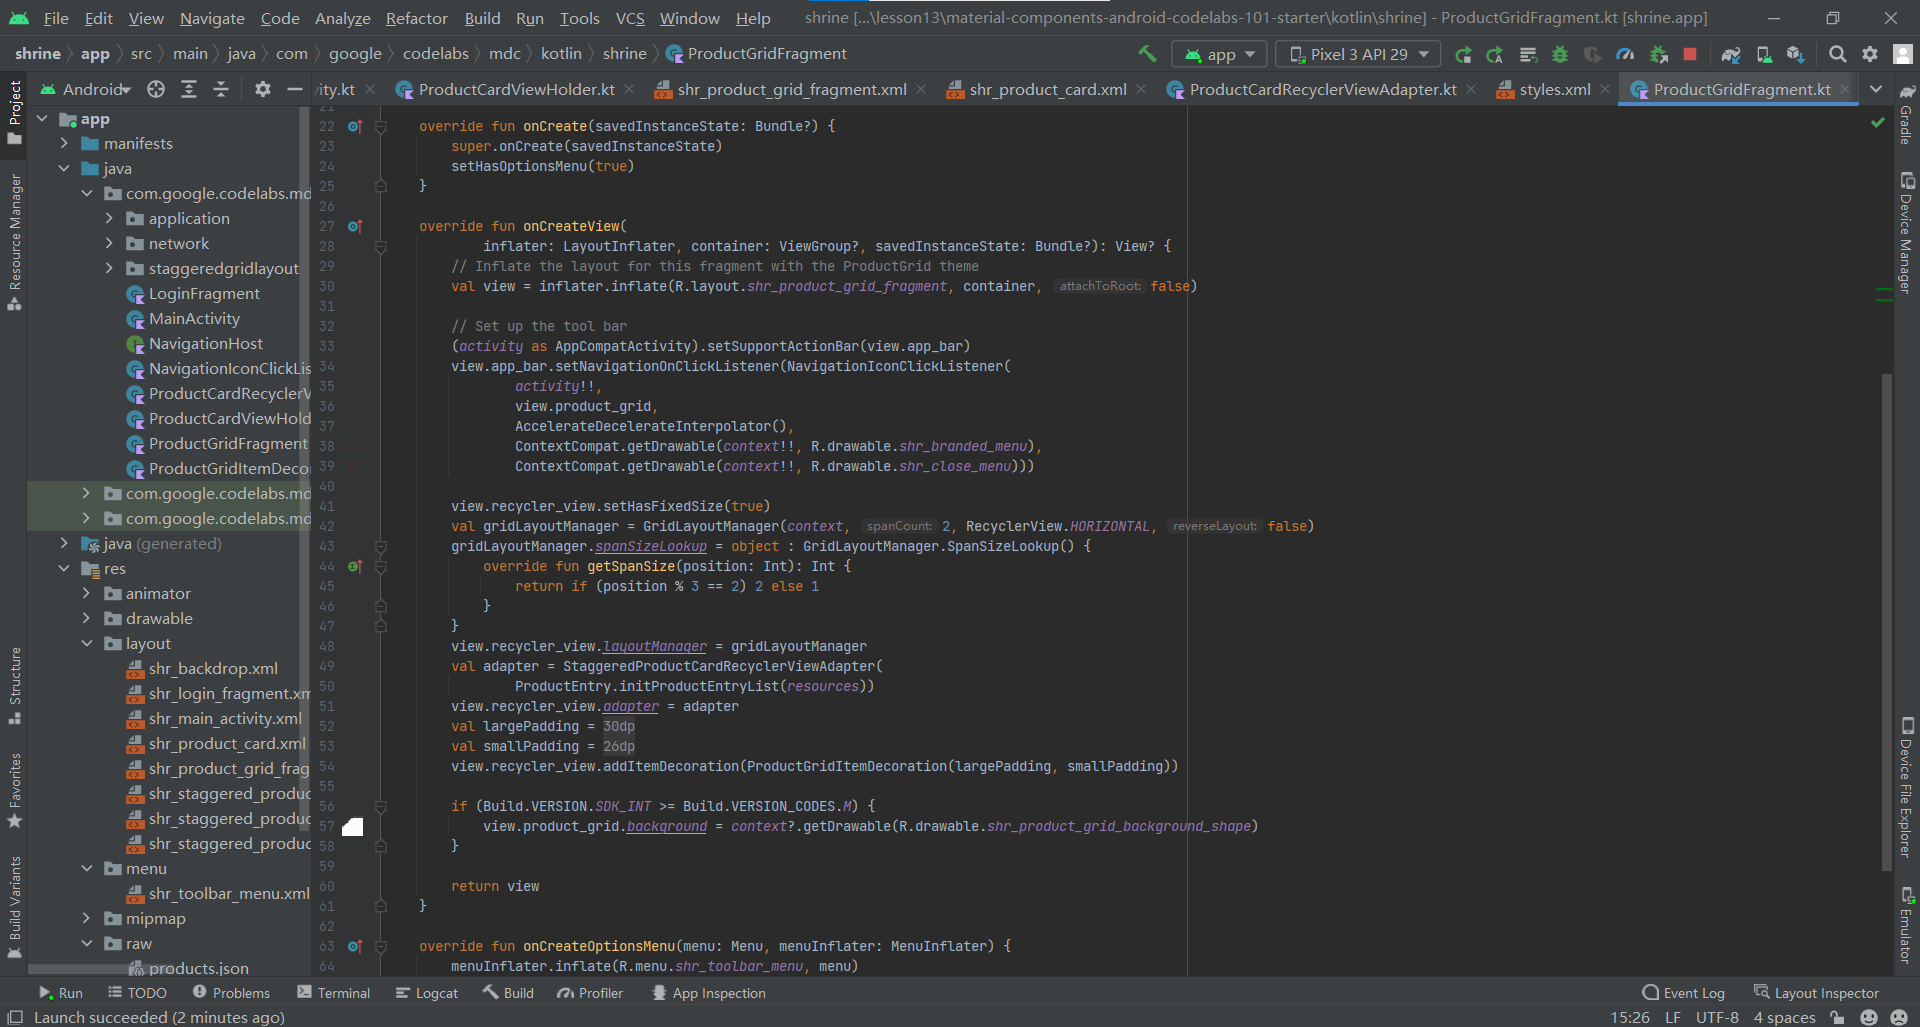 File Edit View Navigate Code Analyze Refactor Build Run Tools VCS Window Help shrine [...\lesson13\material-components-android-codelabs-101-starter\kotlin\shrine] - ProductGridFragment.kt [shrine.app]
shrine app src main java com google codelabs mdc kotlin shrine ProductGridFragment app Pixel 3 API 29
Android ity.kt ProductCardViewHolder.kt shr_product_grid_fragment.xml shr_product_card.xml ProductCardRecyclerViewAdapter.kt styles.xml ProductGridFragment.kt
Project
Resource Manager
Structure
Favorites
Build Variants
app
manifests
java
com.google.codelabs.md
application
network
staggeredgridlayout
LoginFragment
MainActivity
NavigationHost
NavigationIconClickLis
ProductCardRecyclerV
ProductCardViewHold
ProductGridFragment
ProductGridItemDeco
com.google.codelabs.md
com.google.codelabs.md
java (generated)
res
animator
drawable
layout
shr_backdrop.xml
shr_login_fragment.xm
shr_main_activity.xml
shr_product_card.xml
shr_product_grid_frag
shr_staggered_produc
shr_staggered_produc
shr_staggered_produc
menu
shr_toolbar_menu.xml
mipmap
raw
products.json
21
22 override fun onCreate(savedInstanceState: Bundle?) {
23 super.onCreate(savedInstanceState)
24 setHasOptionsMenu(true)
25 }
26
27 override fun onCreateView(
28 inflater: LayoutInflater, container: ViewGroup?, savedInstanceState: Bundle?): View? {
29 // Inflate the layout for this fragment with the ProductGrid theme
30 val view = inflater.inflate(R.layout.shr_product_grid_fragment, container, attachToRoot: false)
31
32 // Set up the tool bar
33 (activity as AppCompatActivity).setSupportActionBar(view.app_bar)
34 view.app_bar.setNavigationOnClickListener(NavigationIconClickListener(
35 activity!!,
36 view.product_grid,
37 AccelerateDecelerateInterpolator(),
38 ContextCompat.getDrawable(context!!, R.drawable.shr_branded_menu),
39 ContextCompat.getDrawable(context!!, R.drawable.shr_close_menu)))
40
41 view.recycler_view.setHasFixedSize(true)
42 val gridLayoutManager = GridLayoutManager(context, spanCount: 2, RecyclerView.HORIZONTAL, reverseLayout: false)
43 gridLayoutManager.spanSizeLookup = object : GridLayoutManager.SpanSizeLookup() {
44 override fun getSpanSize(position: Int): Int {
45 return if (position % 3 == 2) 2 else 1
46 }
47 }
48 view.recycler_view.layoutManager = gridLayoutManager
49 val adapter = StaggeredProductCardRecyclerViewAdapter(
50 ProductEntry.initProductEntryList(resources))
51 view.recycler_view.adapter = adapter
52 val largePadding = 30dp
53 val smallPadding = 26dp
54 view.recycler_view.addItemDecoration(ProductGridItemDecoration(largePadding, smallPadding))
55
56 if (Build.VERSION.SDK_INT >= Build.VERSION_CODES.M) {
57 view.product_grid.background = context?.getDrawable(R.drawable.shr_product_grid_background_shape)
58 }
59
60 return view
61 }
62
63 override fun onCreateOptionsMenu(menu: Menu, menuInflater: MenuInflater) {
64 menuInflater.inflate(R.menu.shr_toolbar_menu, menu)
Gradle
Device Manager
Device File Explorer
Emulator
Run TODO Problems Terminal Logcat Build Profiler App Inspection Event Log Layout Inspector
Launch succeeded (2 minutes ago) 15:26 LF UTF-8 4 spaces